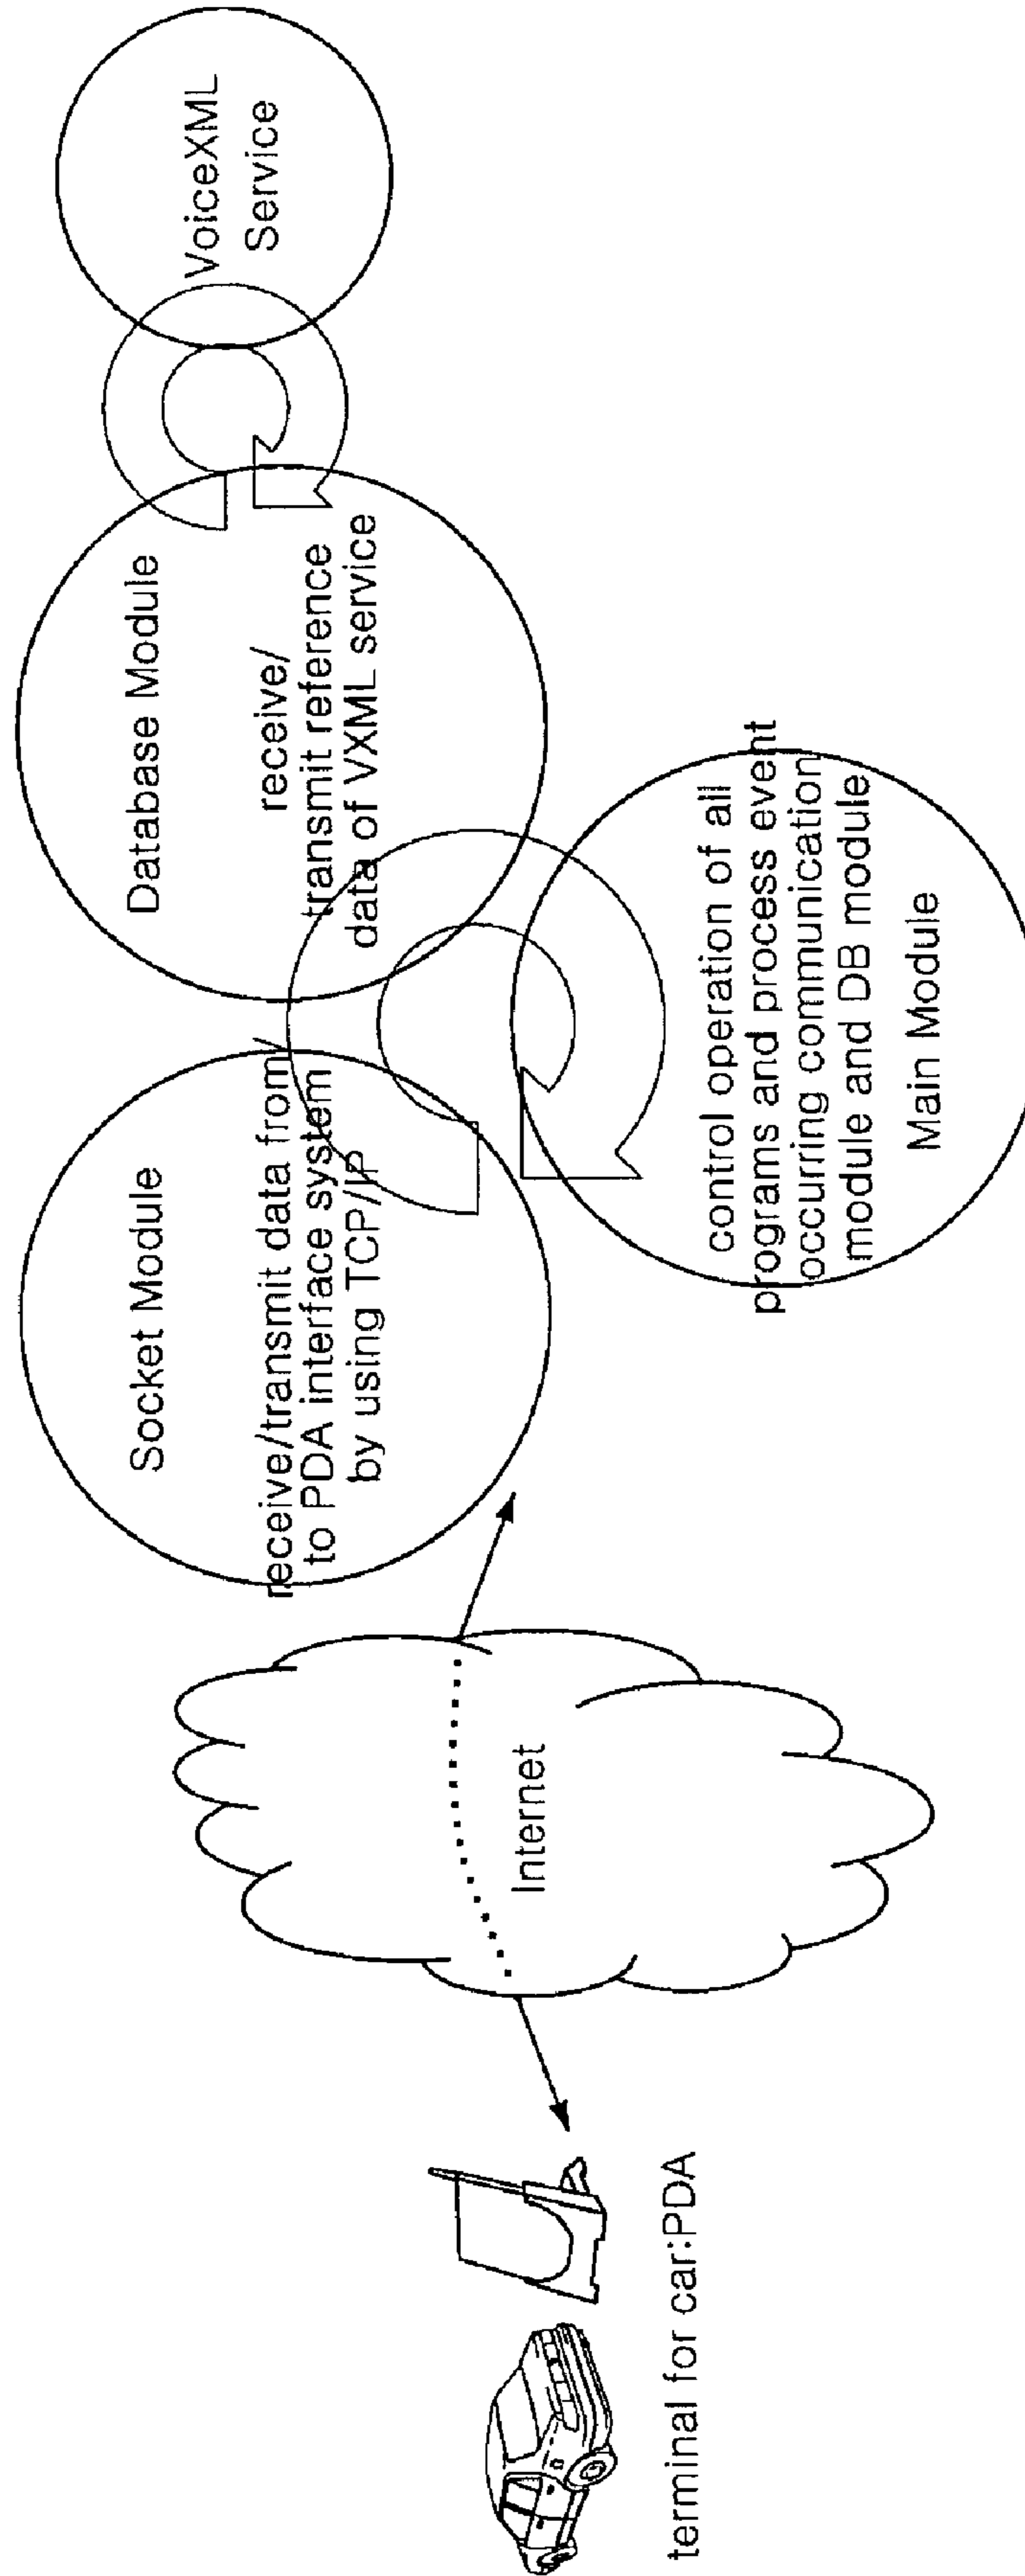 terminal for car:PDA
Internet
Socket Module
receive/transmit data from/
to PDA interface system
by using TCP/IP
Database Module
receive/
transmit reference
data of VXML service
VoiceXML
Service
control operation of all
programs and process event
occurring communication
module and DB module
Main Module